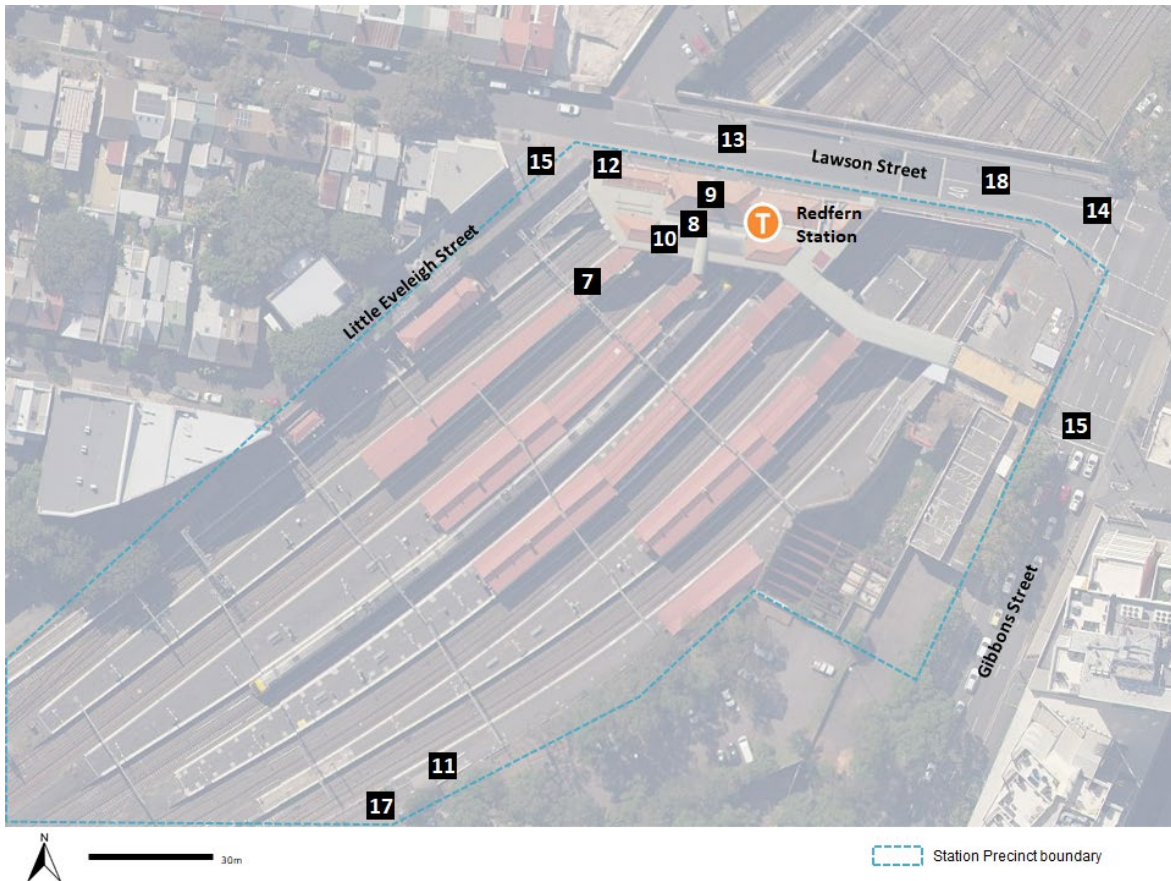 13
15
12
Lawson Street
18
9
14
T
Redfern
Station
8
10
7
Little Eveleigh Street
40
15
Gibbons Street
11
17
N
30m
Station Precinct boundary